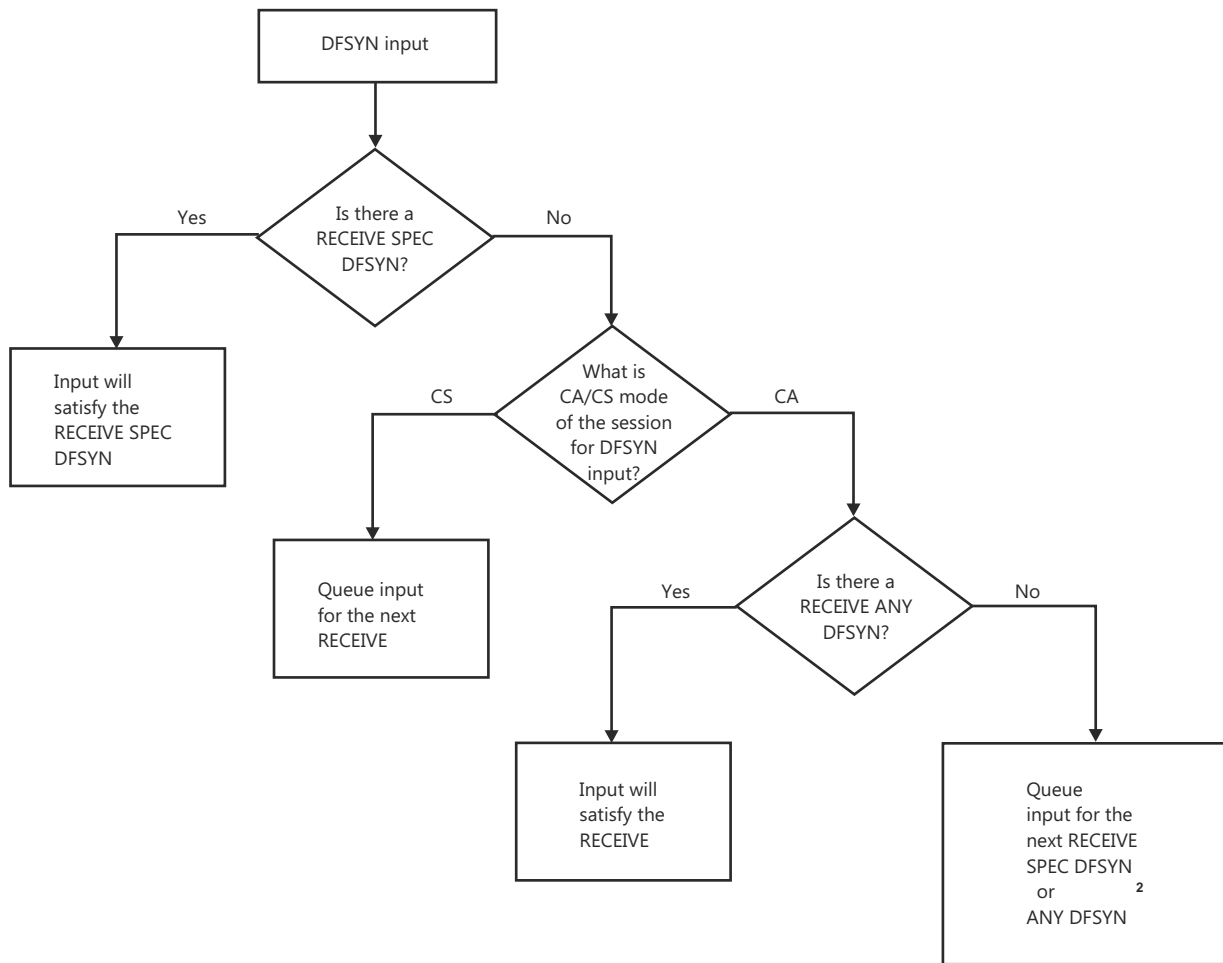 DFSYN input
Is there a
RECEIVE SPEC
DFSYN?
Yes
No
Input will
satisfy the
RECEIVE SPEC
DFSYN
What is
CA/CS mode
of the session
for DFSYN
input?
CS
CA
Queue input
for the next
RECEIVE
Is there a
RECEIVE ANY
DFSYN?
Yes
No
Input will
satisfy the
RECEIVE
Queue
input for the
next RECEIVE
SPEC DFSYN
or 2
ANY DFSYN